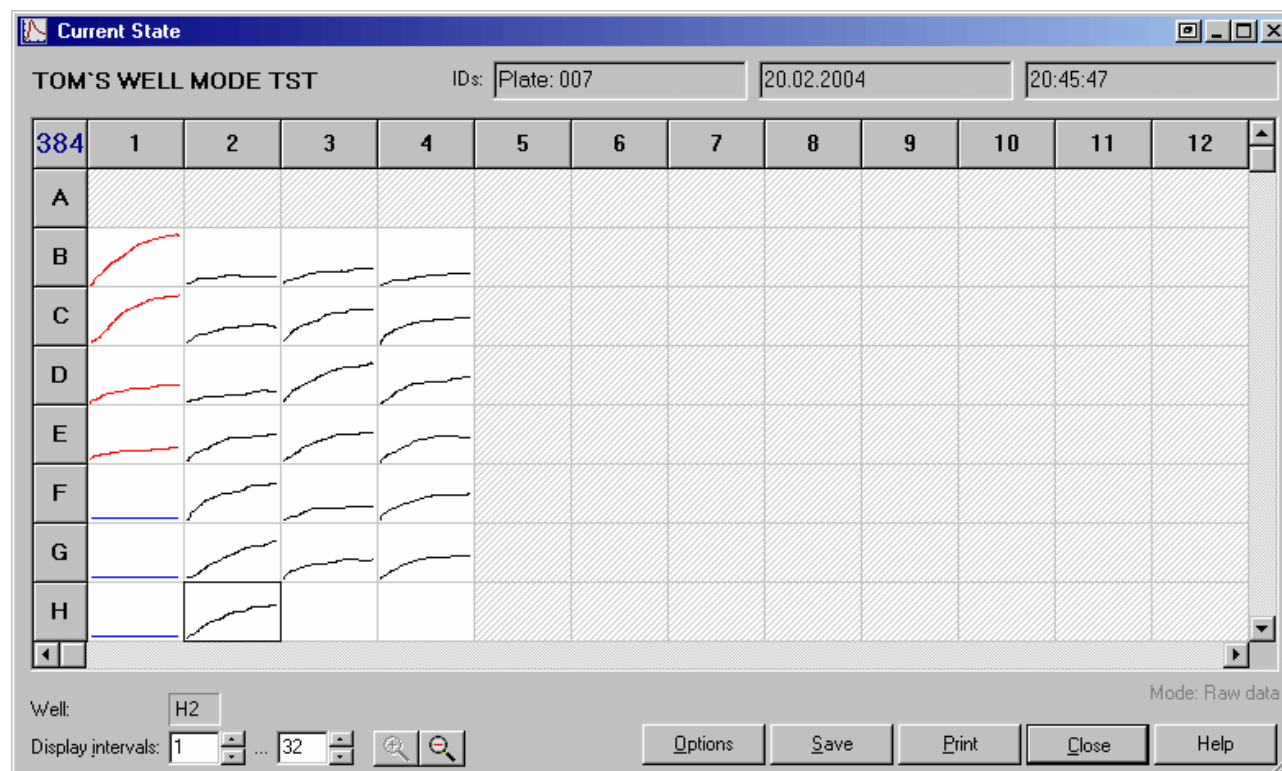 Current State
TOM`S WELL MODE TST IDs: Plate: 007 20.02.2004 20:45:47
384 1 2 3 4 5 6 7 8 9 10 11 12
A
B
C
D
E
F
G
H
Mode: Raw data
Well: H2
Display intervals: 1 ... 32 Options Save Print Close Help